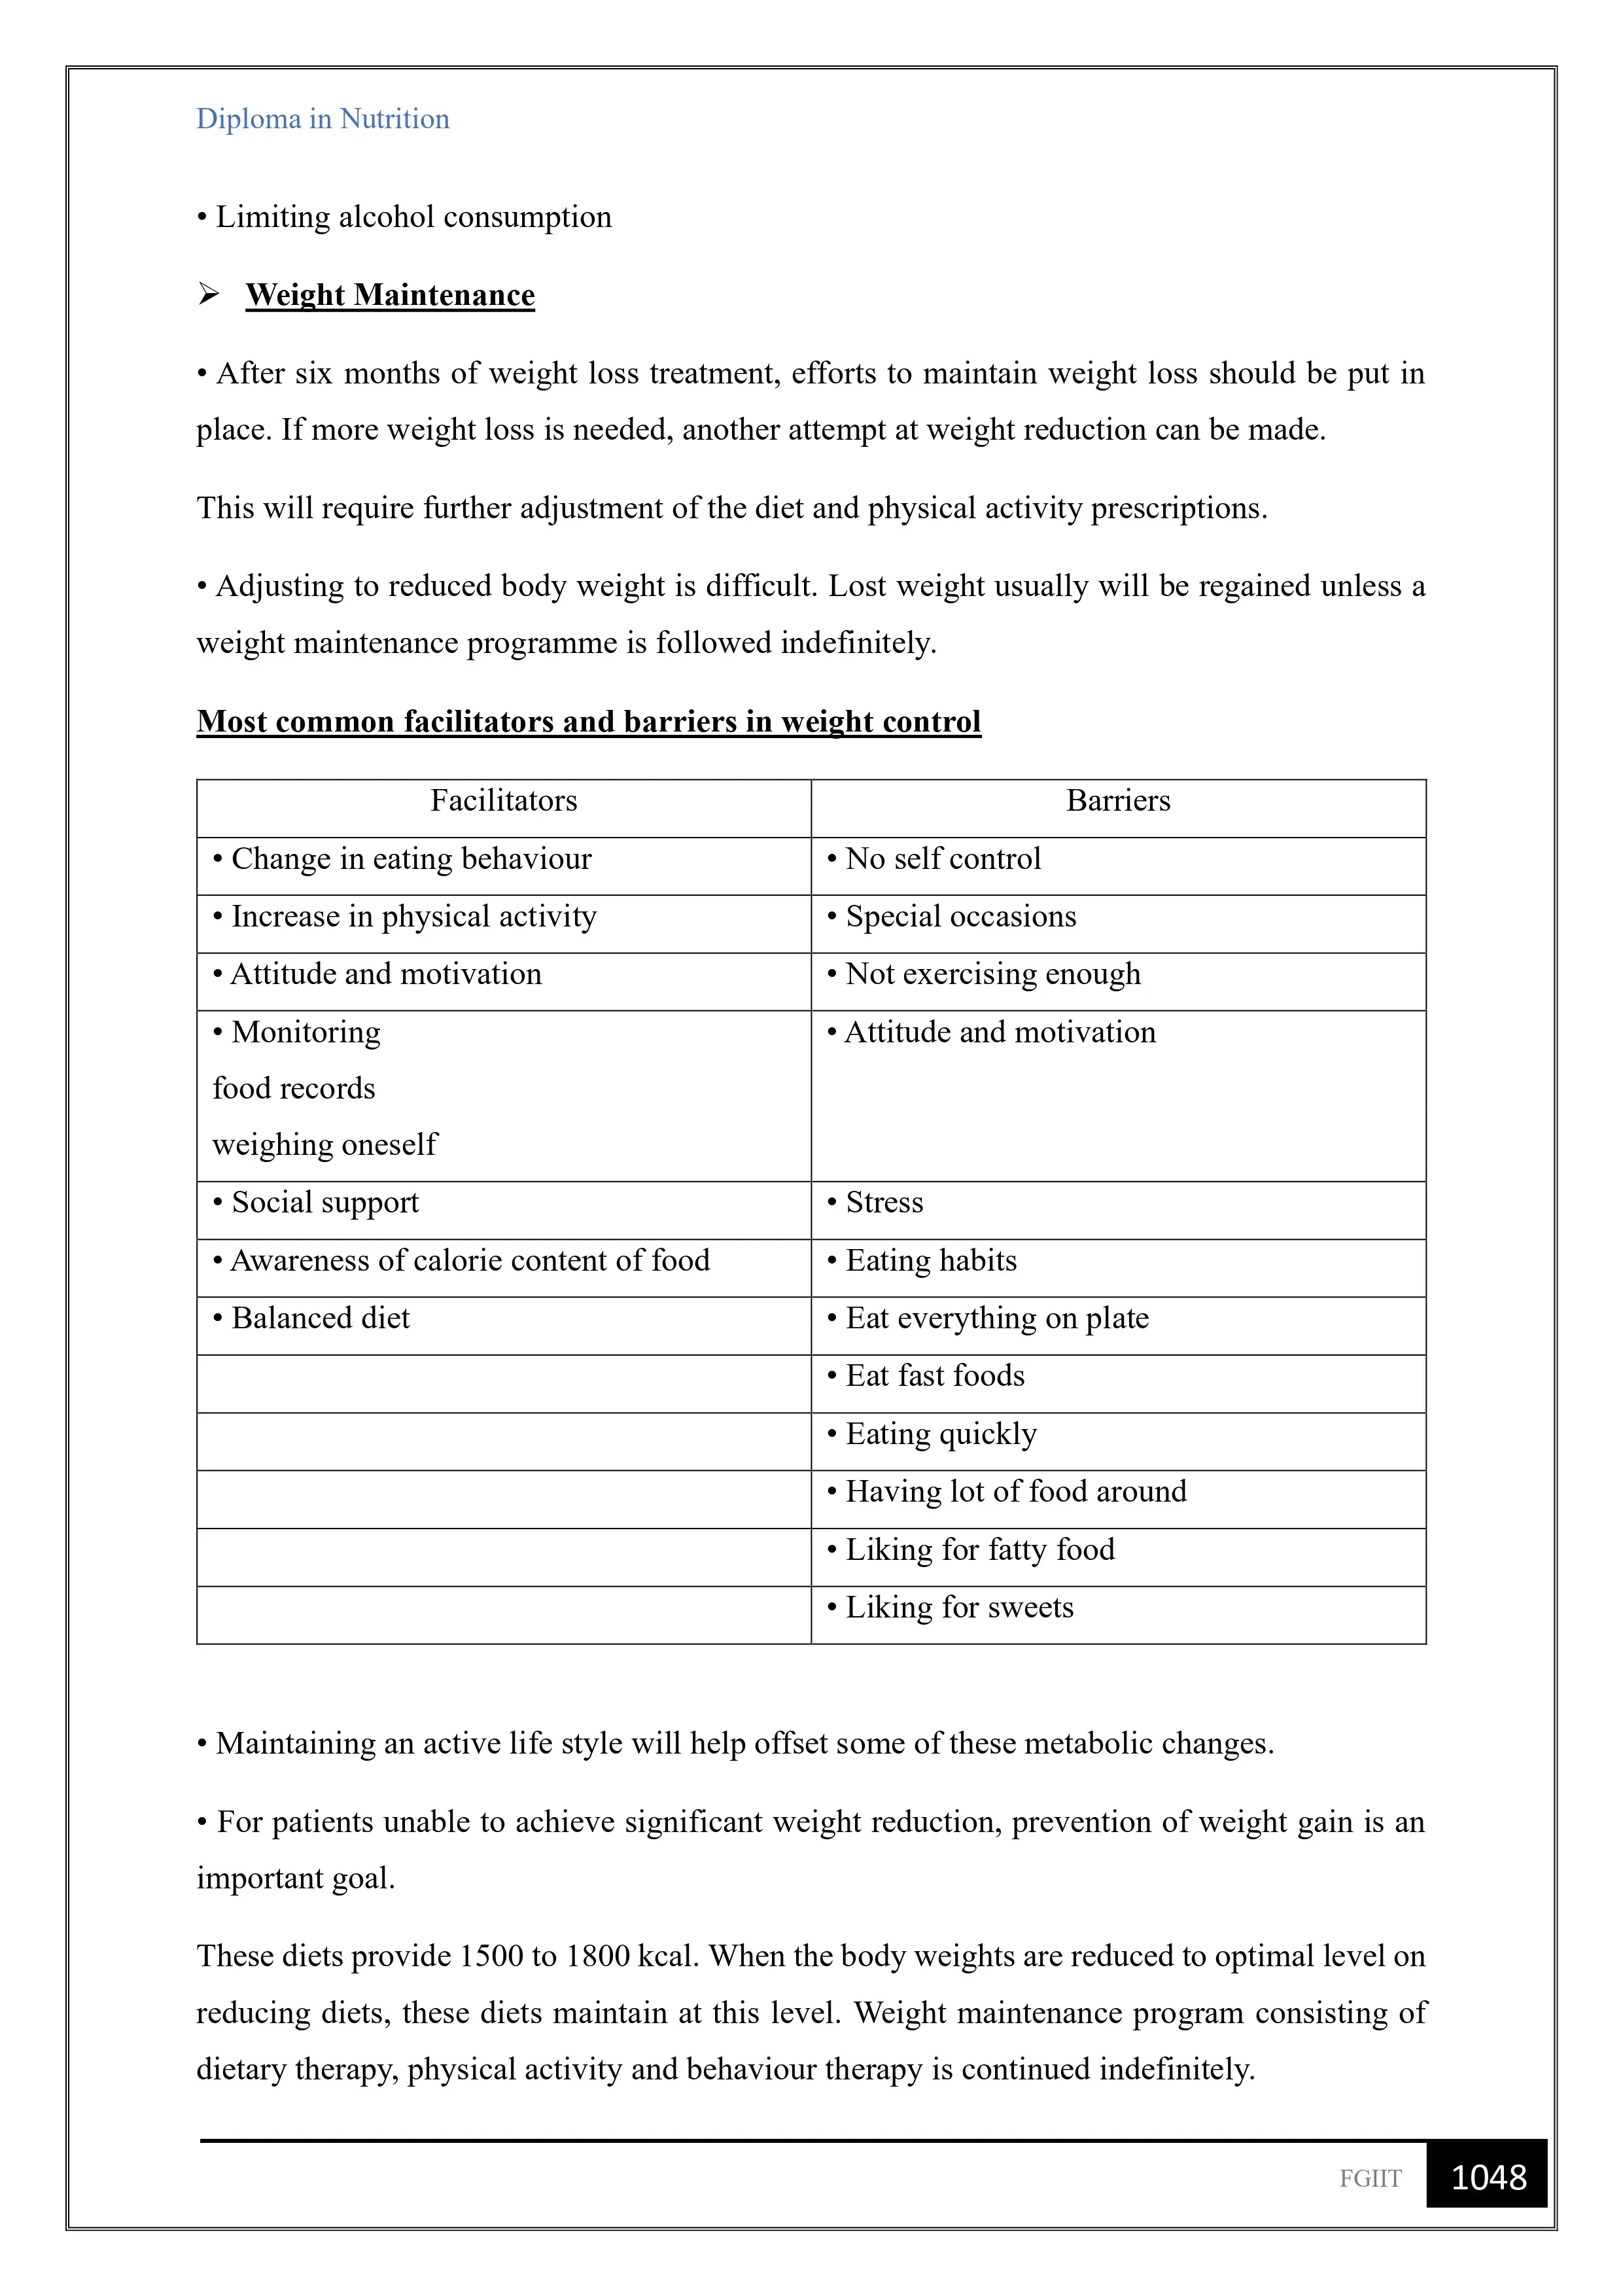 Diploma in Nutrition
• Limiting alcohol consumption
➢ Weight Maintenance
• After six months of weight loss treatment, efforts to maintain weight loss should be put in
place. If more weight loss is needed, another attempt at weight reduction can be made.
This will require further adjustment of the diet and physical activity prescriptions.
• Adjusting to reduced body weight is difficult. Lost weight usually will be regained unless a
weight maintenance programme is followed indefinitely.
Most common facilitators and barriers in weight control
Facilitators Barriers
• Change in eating behaviour • No self control
• Increase in physical activity • Special occasions
• Attitude and motivation • Not exercising enough
• Monitoring • Attitude and motivation
food records
weighing oneself
• Social support • Stress
• Awareness of calorie content of food • Eating habits
• Balanced diet • Eat everything on plate
• Eat fast foods
• Eating quickly
• Having lot of food around
• Liking for fatty food
• Liking for sweets
• Maintaining an active life style will help offset some of these metabolic changes.
• For patients unable to achieve significant weight reduction, prevention of weight gain is an
important goal.
These diets provide 1500 to 1800 kcal. When the body weights are reduced to optimal level on
reducing diets, these diets maintain at this level. Weight maintenance program consisting of
dietary therapy, physical activity and behaviour therapy is continued indefinitely.
FGIIT 1048